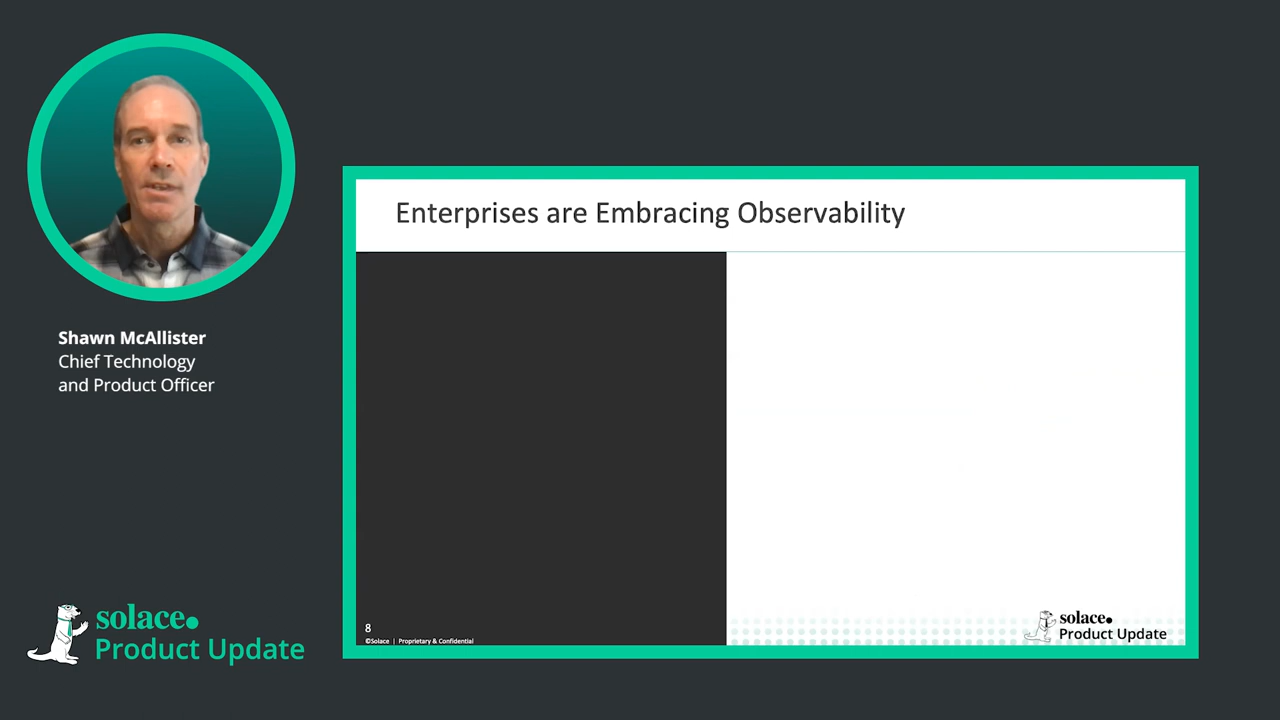 Shawn McAllister
Chief Technology
and Product Officer
solace.
Product Update
Enterprises are Embracing Observability
8
©Solace | Proprietary & Confidential
solace.
Product Update